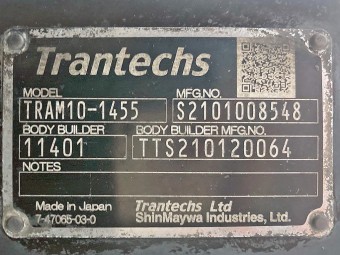 Trantechs
MODEL MFG.NO.
TRAM10-1455 S2101008548
BODY BUILDER BODY BUILDER MFG.NO.
11401 TTS210120064
NOTES
Made in Japan Trantechs Ltd
7-47065-03-0 ShinMaywa Industries, Ltd.